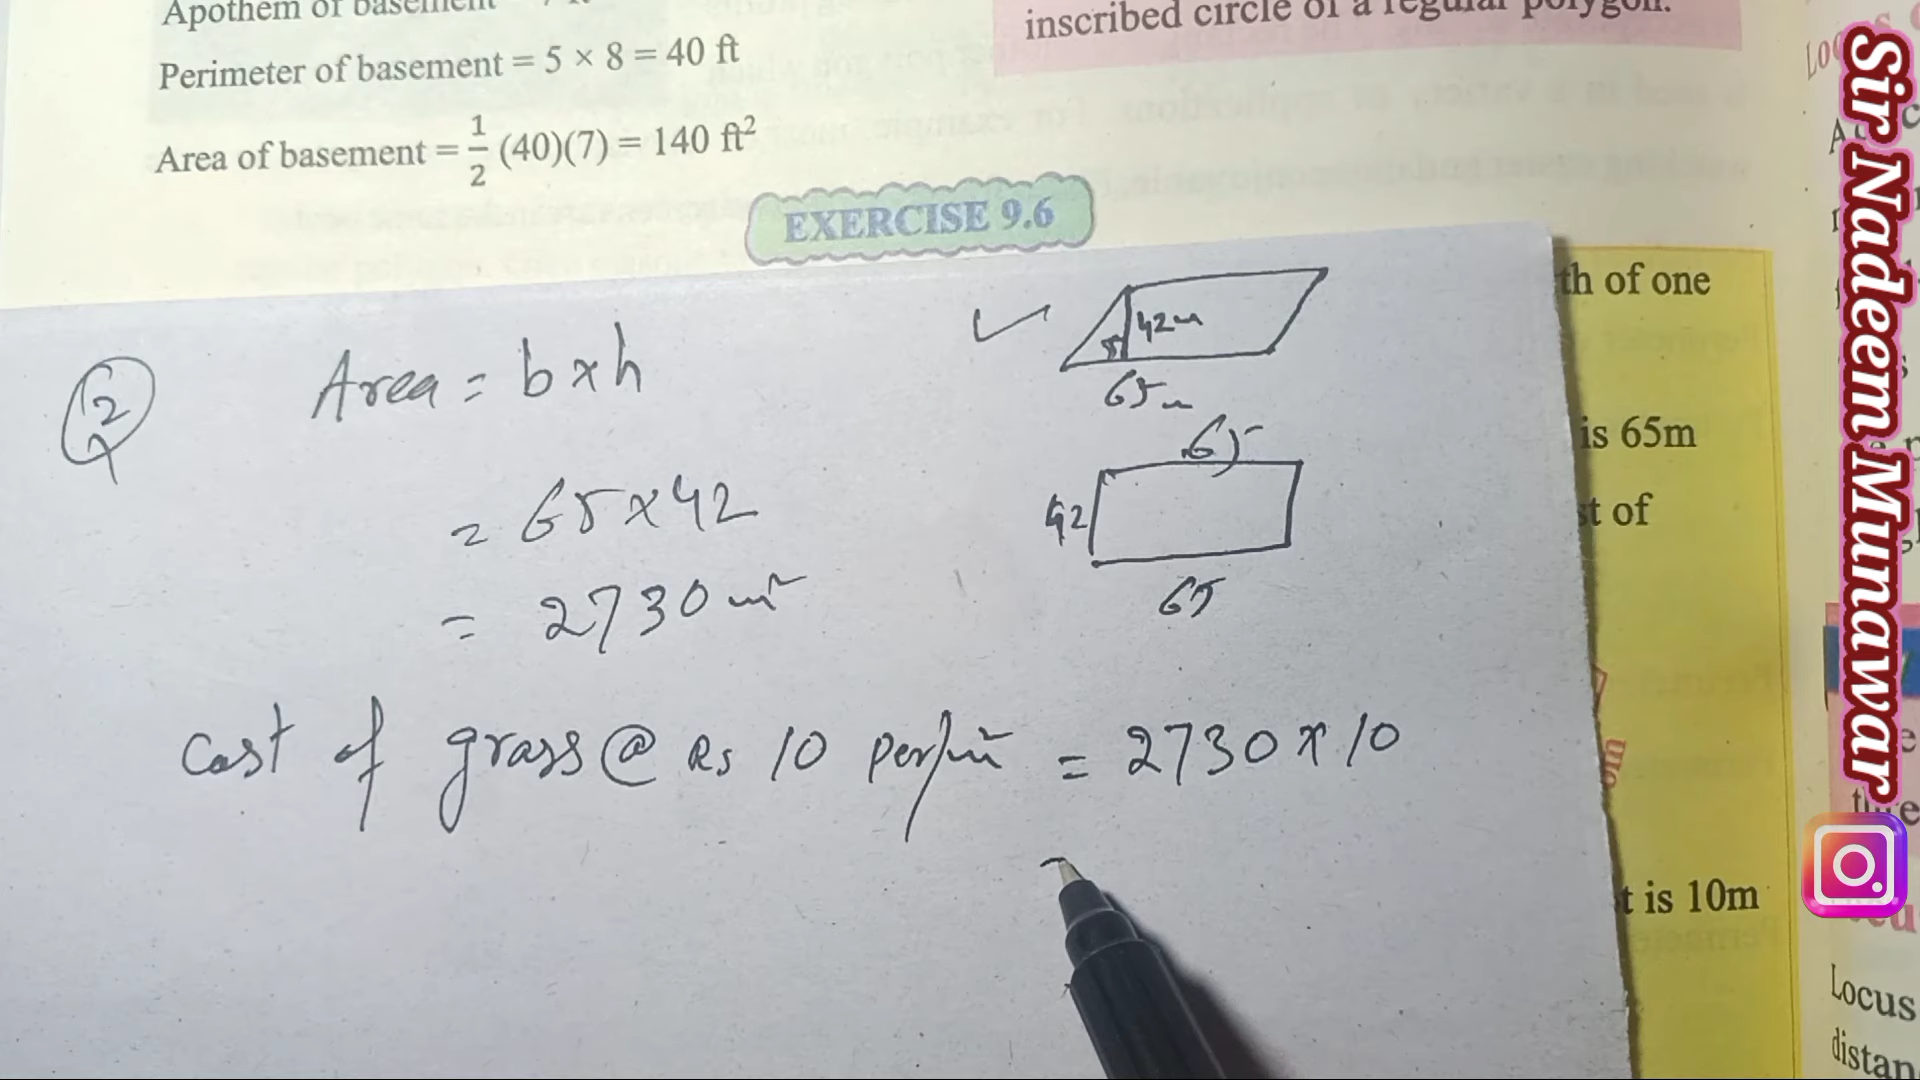 Apothem of basement
inscribed circle of a regular polygon.
Perimeter of basement = 5 × 8 = 40 ft
Area of basement = 1/2 (40)(7) = 140 ft²
EXERCISE 9.6
th of one
Q2
Area = b×h
42m
65m
is 65m
65
= 65×42
42
st of
65
= 2730 m²
Cost of grass @ Rs 10 per/m² = 2730×10
t is 10m
Locus
distan
Sir Nadeem Munawar